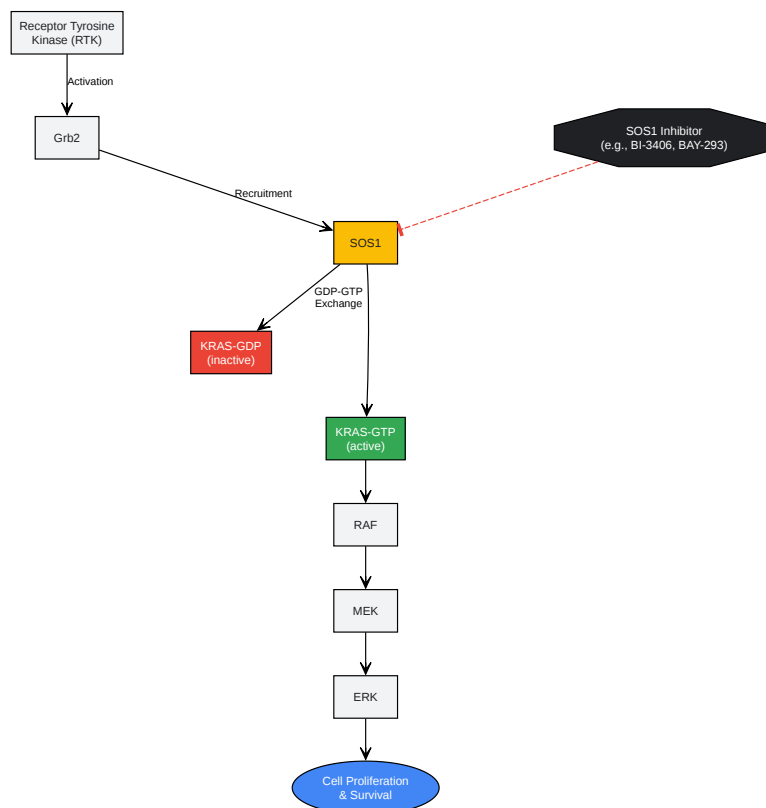 Receptor Tyrosine
Kinase (RTK)
Activation
Grb2
SOS1 Inhibitor
(e.g., BI-3406, BAY-293)
Recruitment
SOS1
GDP-GTP
Exchange
KRAS-GDP
(inactive)
KRAS-GTP
(active)
RAF
MEK
ERK
Cell Proliferation
& Survival